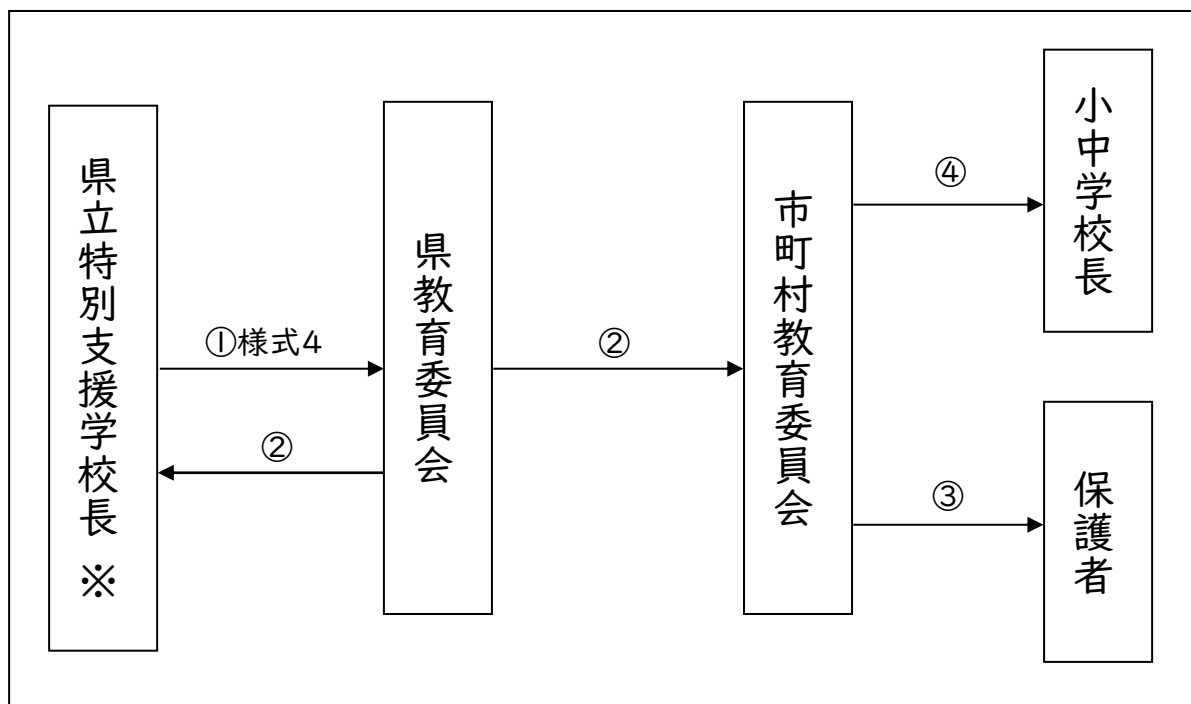 県立特別支援学校長 ※
①様式4
②
県教育委員会
②
市町村教育委員会
④
③
小中学校長
保護者